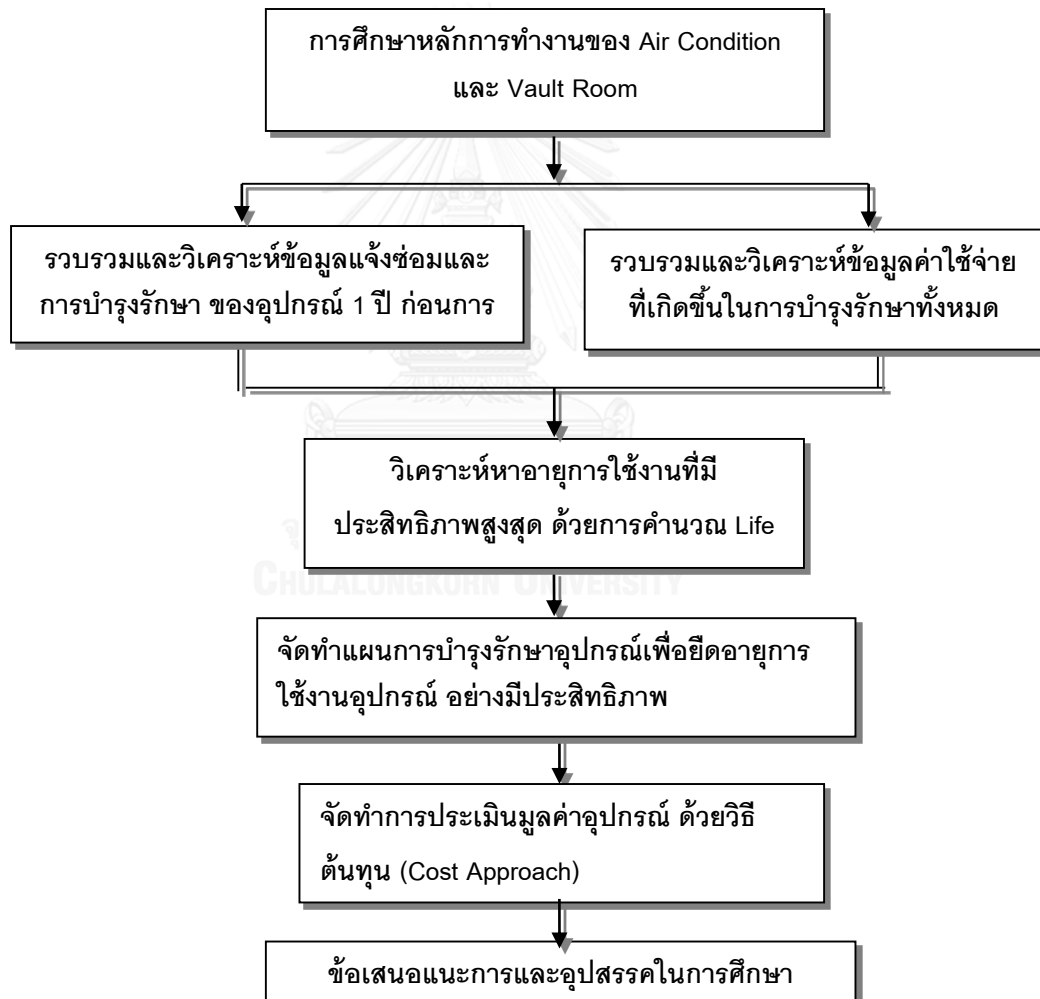 การศึกษาหลักการทำงานของ Air Condition
และ Vault Room
รวบรวมและวิเคราะห์ข้อมูลแจ้งซ่อมและ
การบำรุงรักษา ของอุปกรณ์ 1 ปี ก่อนการ
รวบรวมและวิเคราะห์ข้อมูลค่าใช้จ่าย
ที่เกิดขึ้นในการบำรุงรักษาทั้งหมด
วิเคราะห์หาอายุการใช้งานที่มี
ประสิทธิภาพสูงสุด ด้วยการคำนวณ Life
CHULALONGKORN UNIVERSITY
จัดทำแผนการบำรุงรักษาอุปกรณ์เพื่อยืดอายุการ
ใช้งานอุปกรณ์ อย่างมีประสิทธิภาพ
จัดทำการประเมินมูลค่าอุปกรณ์ ด้วยวิธี
ต้นทุน (Cost Approach)
ข้อเสนอแนะการและอุปสรรคในการศึกษา